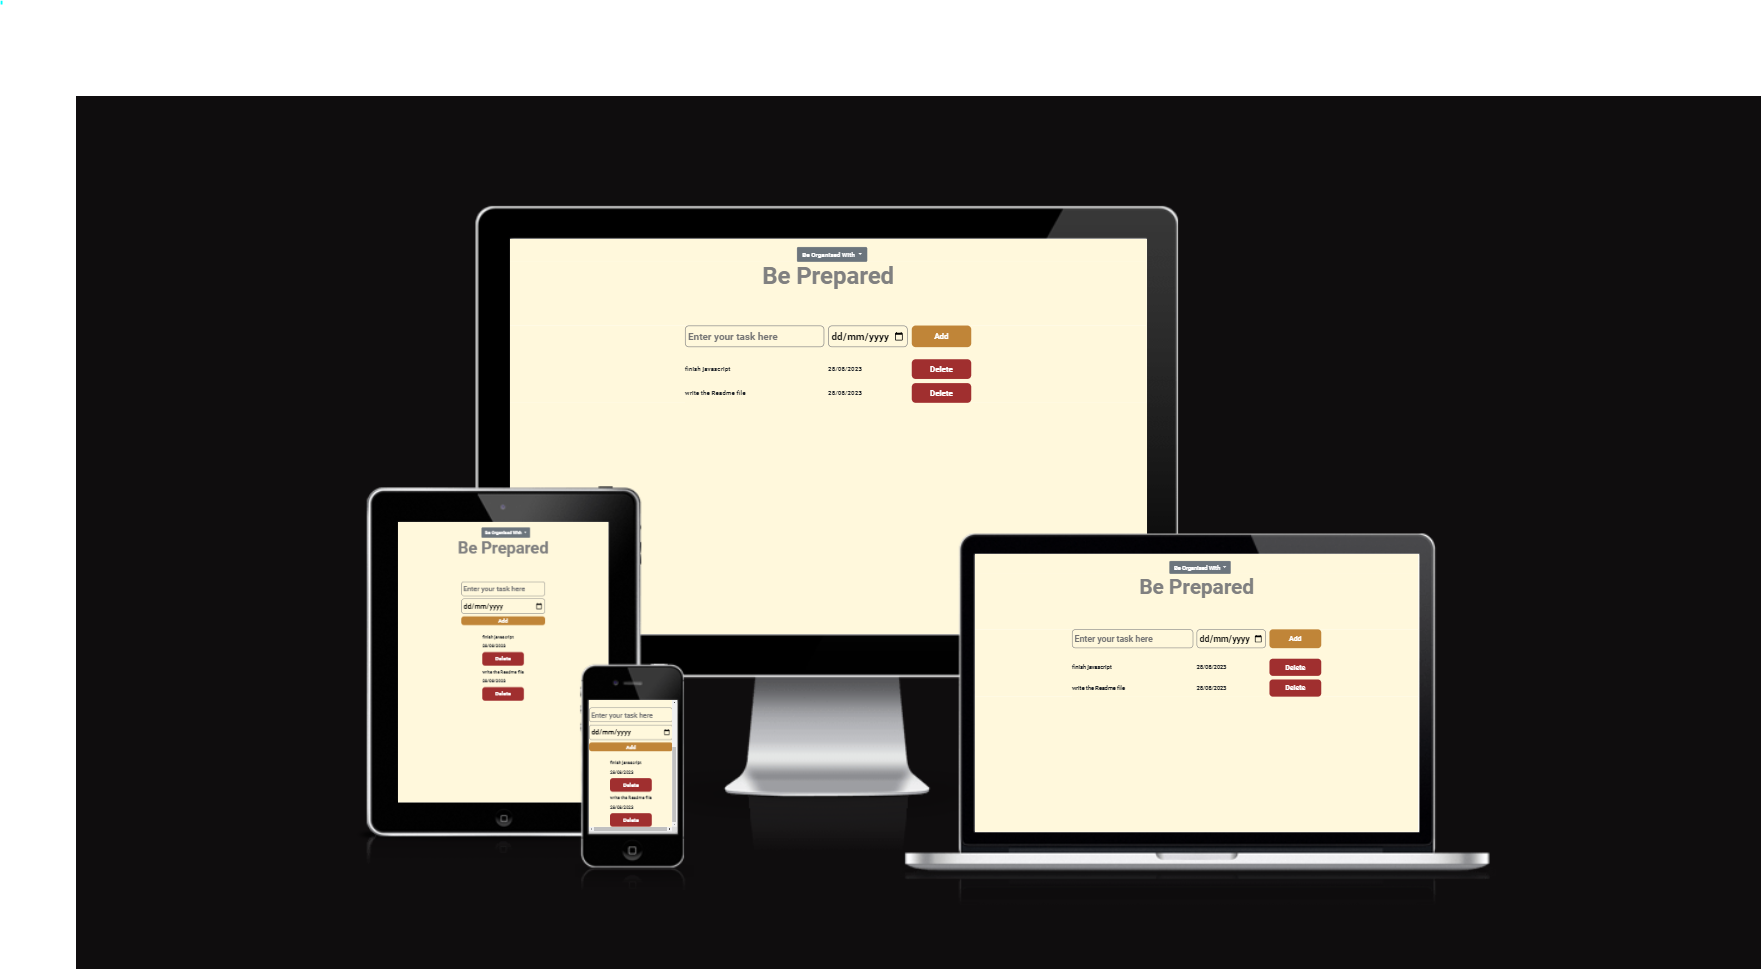 Be Organised With
Be Prepared
Enter your task here dd/mm/yyyy Add
finish javascript 28/08/2023 Delete
write the Readme file 28/08/2023 Delete
Be Organised With
Be Prepared
Enter your task here
dd/mm/yyyy
Add
finish javascript
28/08/2023
Delete
write the Readme file
28/08/2023
Delete
Enter your task here
dd/mm/yyyy
Add
finish javascript
28/08/2023
Delete
write the Readme file
28/08/2023
Delete
Be Organised With
Be Prepared
Enter your task here dd/mm/yyyy Add
finish javascript 28/08/2023 Delete
write the Readme file 28/08/2023 Delete